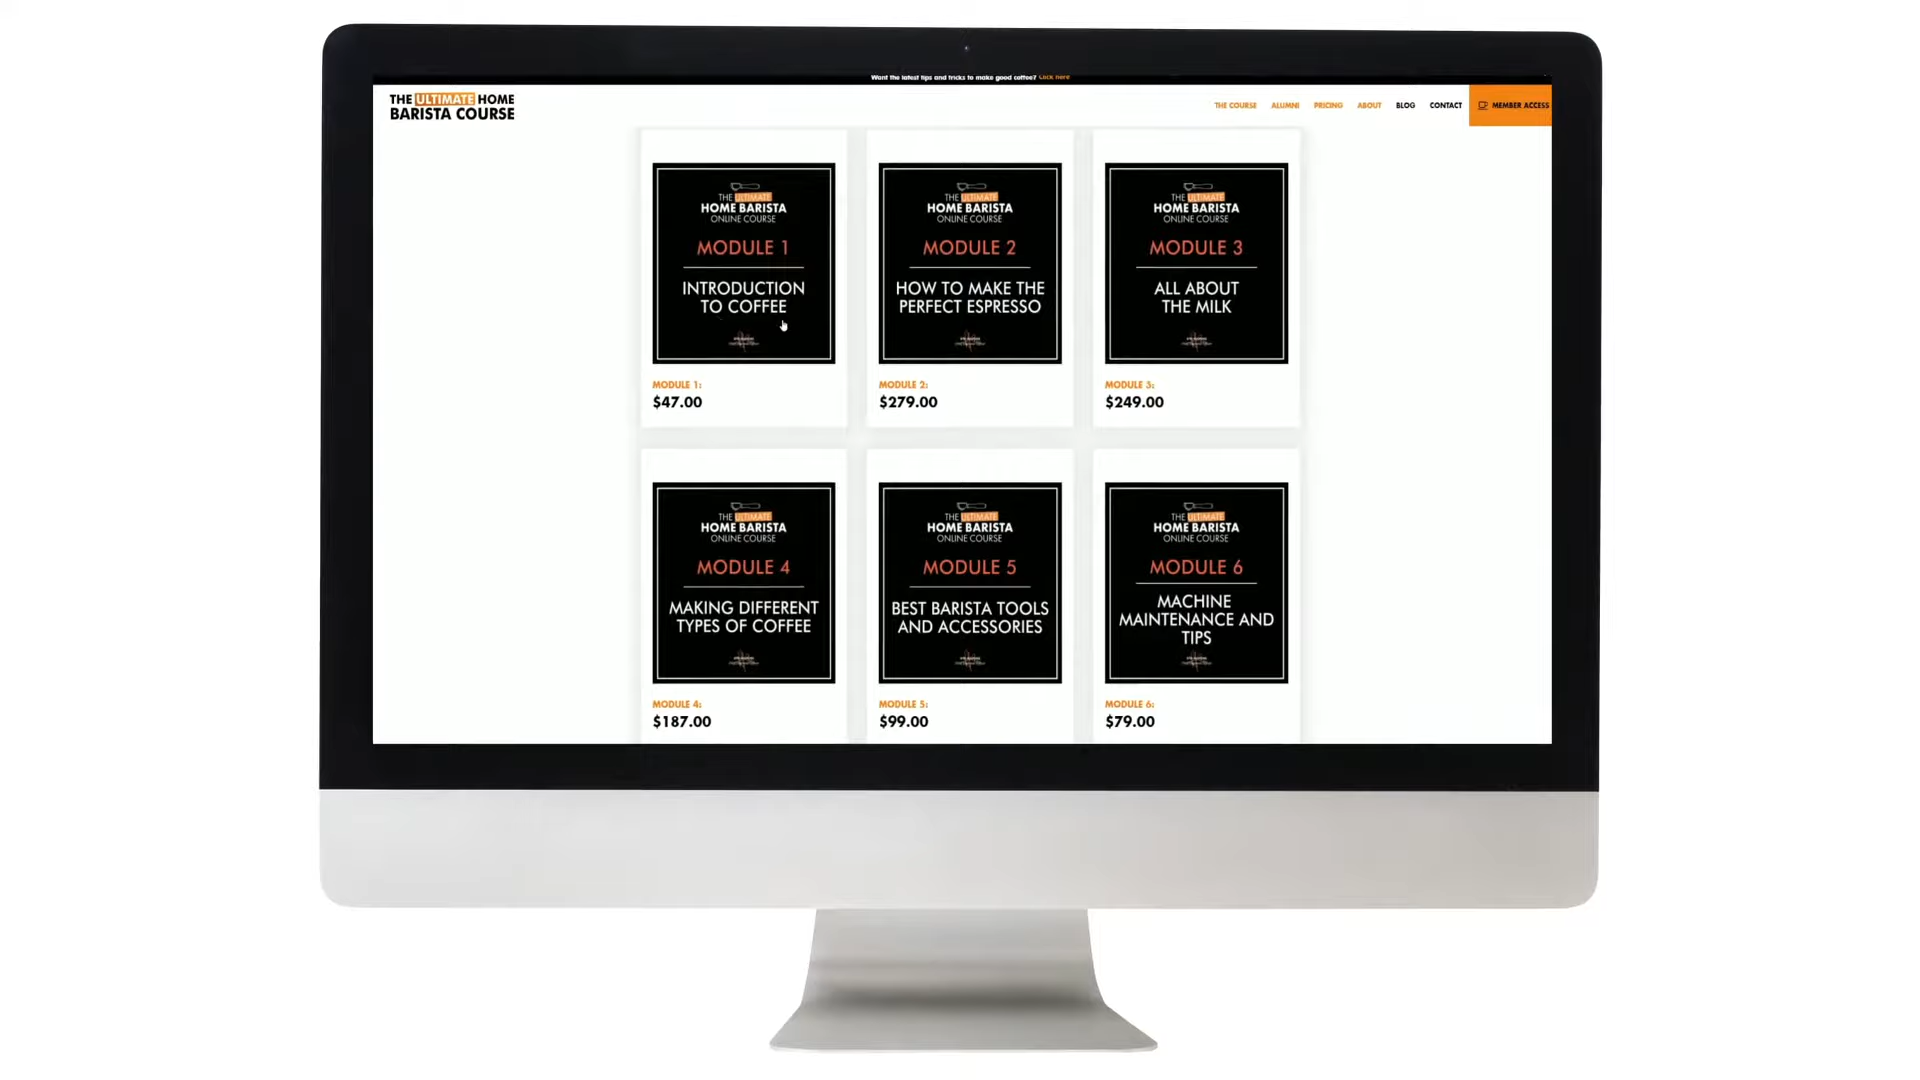 Want the latest tips and tricks to make good coffee? Click here
THE ULTIMATE HOME
BARISTA COURSE
THE COURSE ALUMNI PRICING ABOUT BLOG CONTACT MEMBER ACCESS
THE ULTIMATE
HOME BARISTA
ONLINE COURSE
MODULE 1
INTRODUCTION
TO COFFEE
MODULE 1:
$47.00
THE ULTIMATE
HOME BARISTA
ONLINE COURSE
MODULE 2
HOW TO MAKE THE
PERFECT ESPRESSO
MODULE 2:
$279.00
THE ULTIMATE
HOME BARISTA
ONLINE COURSE
MODULE 3
ALL ABOUT
THE MILK
MODULE 3:
$249.00
THE ULTIMATE
HOME BARISTA
ONLINE COURSE
MODULE 4
MAKING DIFFERENT
TYPES OF COFFEE
MODULE 4:
$187.00
THE ULTIMATE
HOME BARISTA
ONLINE COURSE
MODULE 5
BEST BARISTA TOOLS
AND ACCESSORIES
MODULE 5:
$99.00
THE ULTIMATE
HOME BARISTA
ONLINE COURSE
MODULE 6
MACHINE
MAINTENANCE AND
TIPS
MODULE 6:
$79.00